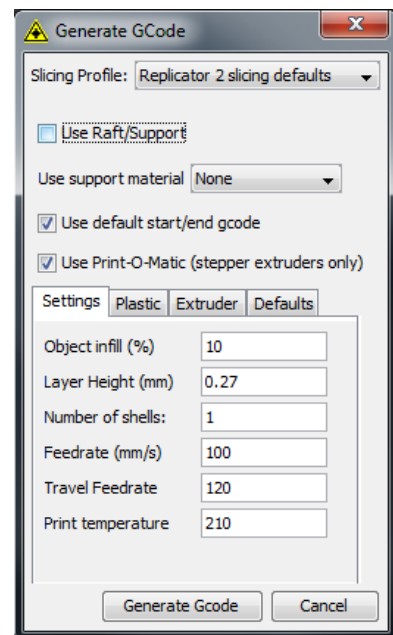 Generate GCode
Slicing Profile: Replicator 2 slicing defaults
Use Raft/Support
Use support material None
Use default start/end gcode
Use Print-O-Matic (stepper extruders only)
Settings Plastic Extruder Defaults
Object infill (%) 10
Layer Height (mm) 0.27
Number of shells: 1
Feedrate (mm/s) 100
Travel Feedrate 120
Print temperature 210
Generate Gcode Cancel